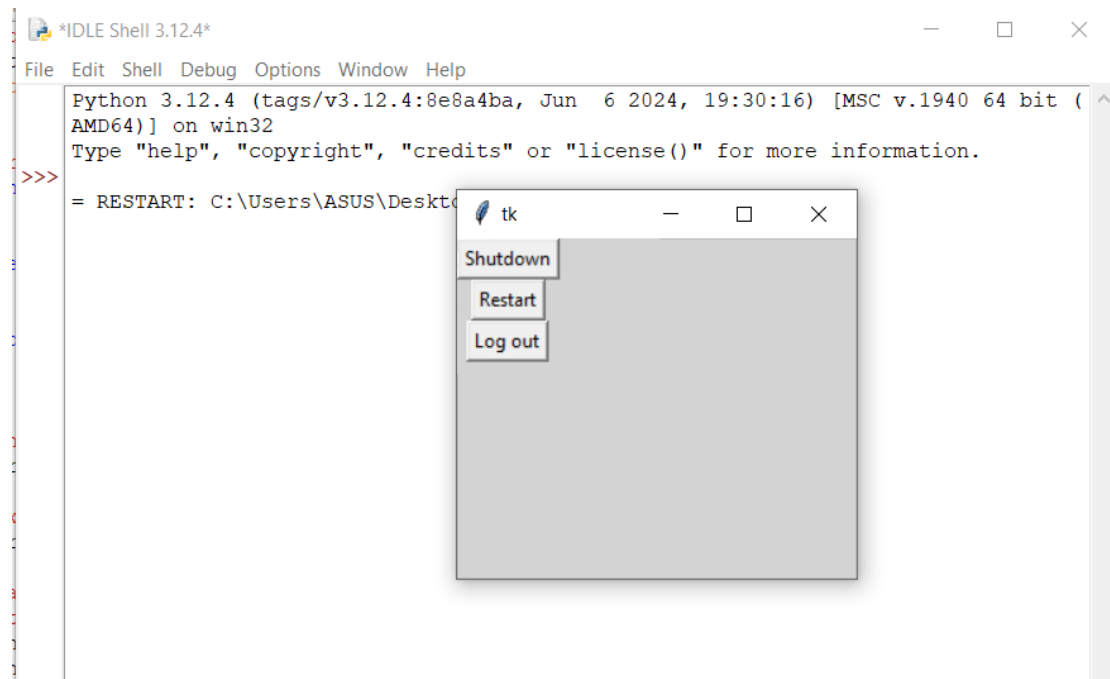 *IDLE Shell 3.12.4*
File Edit Shell Debug Options Window Help
Python 3.12.4 (tags/v3.12.4:8e8a4ba, Jun  6 2024, 19:30:16) [MSC v.1940 64 bit (
AMD64)] on win32
Type "help", "copyright", "credits" or "license()" for more information.
>>>
= RESTART: C:\Users\ASUS\Deskto
tk
Shutdown
Restart
Log out